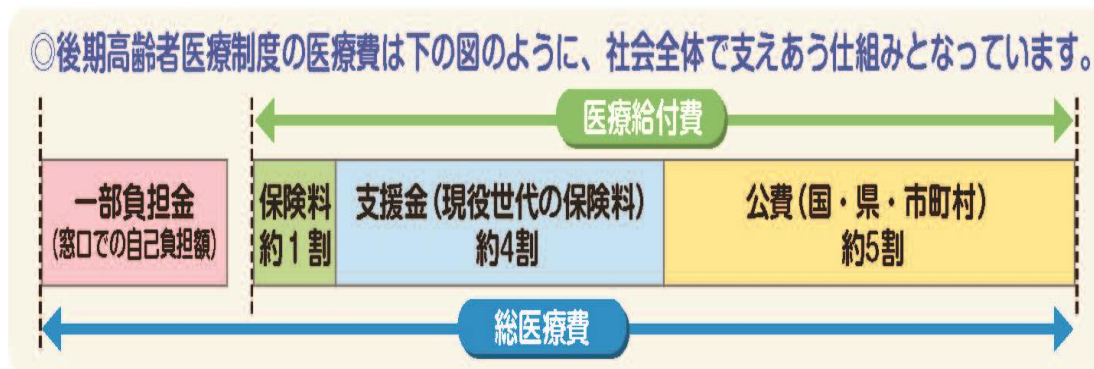 ◎後期高齢者医療制度の医療費は下の図のように、社会全体で支えあう仕組みとなっています。
医療給付費
一部負担金
(窓口での自己負担額)
保険料
約1割
支援金(現役世代の保険料)
約4割
公費(国・県・市町村)
約5割
総医療費